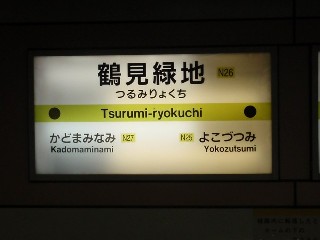 鶴見緑地 N26
つるみりょくち
Tsurumi-ryokuchi
かどまみなみ N27 N25 よこづつみ
Kadomaminami Yokozutsumi